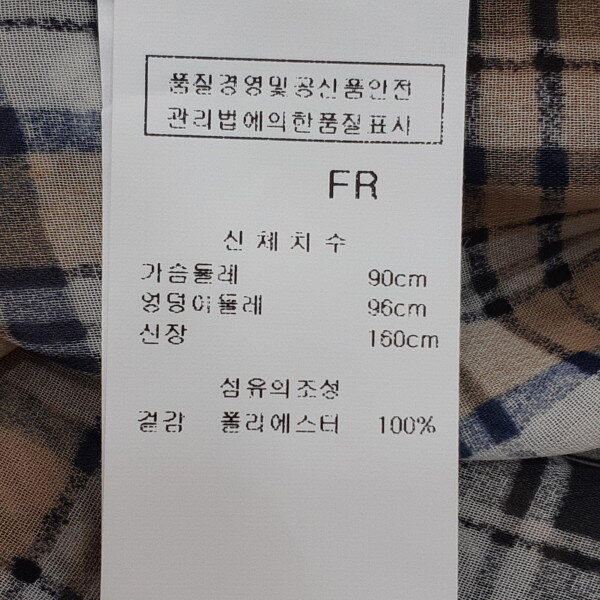 품질경영및공산품안전
관리법에의한품질표시
FR
신체치수
가슴둘레 90cm
엉덩이둘레 96cm
신장 160cm
섬유의조성
겉감 폴리에스터 100%